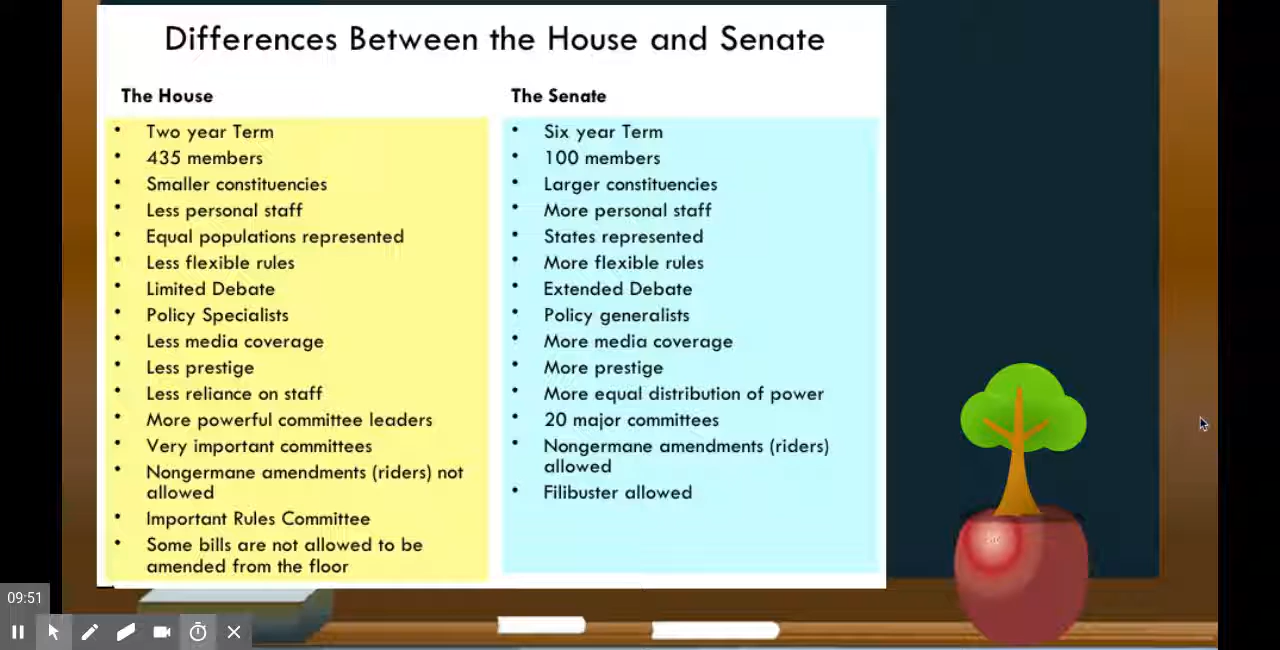 Differences Between the House and Senate
The House
• Two year Term
• 435 members
• Smaller constituencies
• Less personal staff
• Equal populations represented
• Less flexible rules
• Limited Debate
• Policy Specialists
• Less media coverage
• Less prestige
• Less reliance on staff
• More powerful committee leaders
• Very important committees
• Nongermane amendments (riders) not
allowed
• Important Rules Committee
• Some bills are not allowed to be
amended from the floor
The Senate
• Six year Term
• 100 members
• Larger constituencies
• More personal staff
• States represented
• More flexible rules
• Extended Debate
• Policy generalists
• More media coverage
• More prestige
• More equal distribution of power
• 20 major committees
• Nongermane amendments (riders)
allowed
• Filibuster allowed
09:51